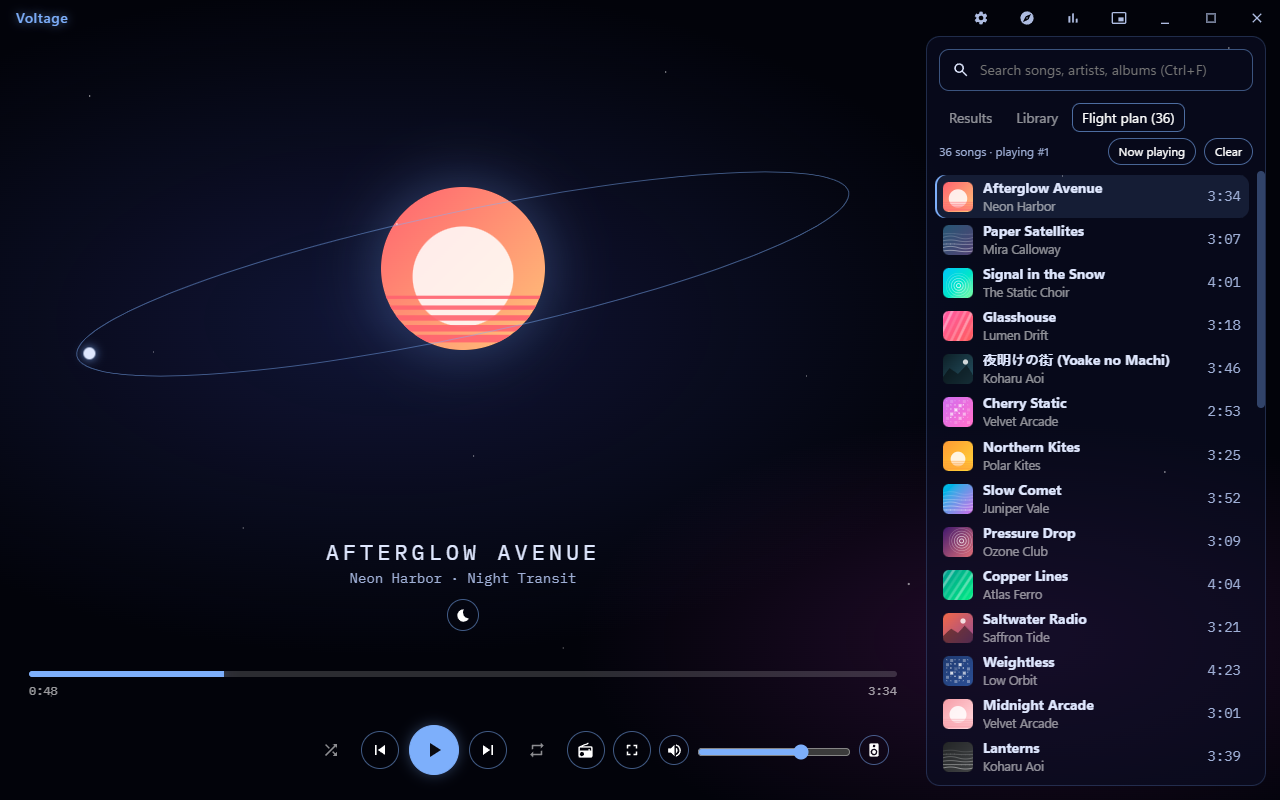 Voltage
Search songs, artists, albums (Ctrl+F)
Results Library Flight plan (36)
36 songs · playing #1 Now playing Clear
Afterglow Avenue
Neon Harbor
3:34
Paper Satellites
Mira Calloway
3:07
Signal in the Snow
The Static Choir
4:01
Glasshouse
Lumen Drift
3:18
夜明けの街 (Yoake no Machi)
Koharu Aoi
3:46
Cherry Static
Velvet Arcade
2:53
Northern Kites
Polar Kites
3:25
Slow Comet
Juniper Vale
3:52
Pressure Drop
Ozone Club
3:09
Copper Lines
Atlas Ferro
4:04
Saltwater Radio
Saffron Tide
3:21
Weightless
Low Orbit
4:23
Midnight Arcade
Velvet Arcade
3:01
Lanterns
Koharu Aoi
3:39
AFTERGLOW AVENUE
Neon Harbor · Night Transit
0:48 3:34